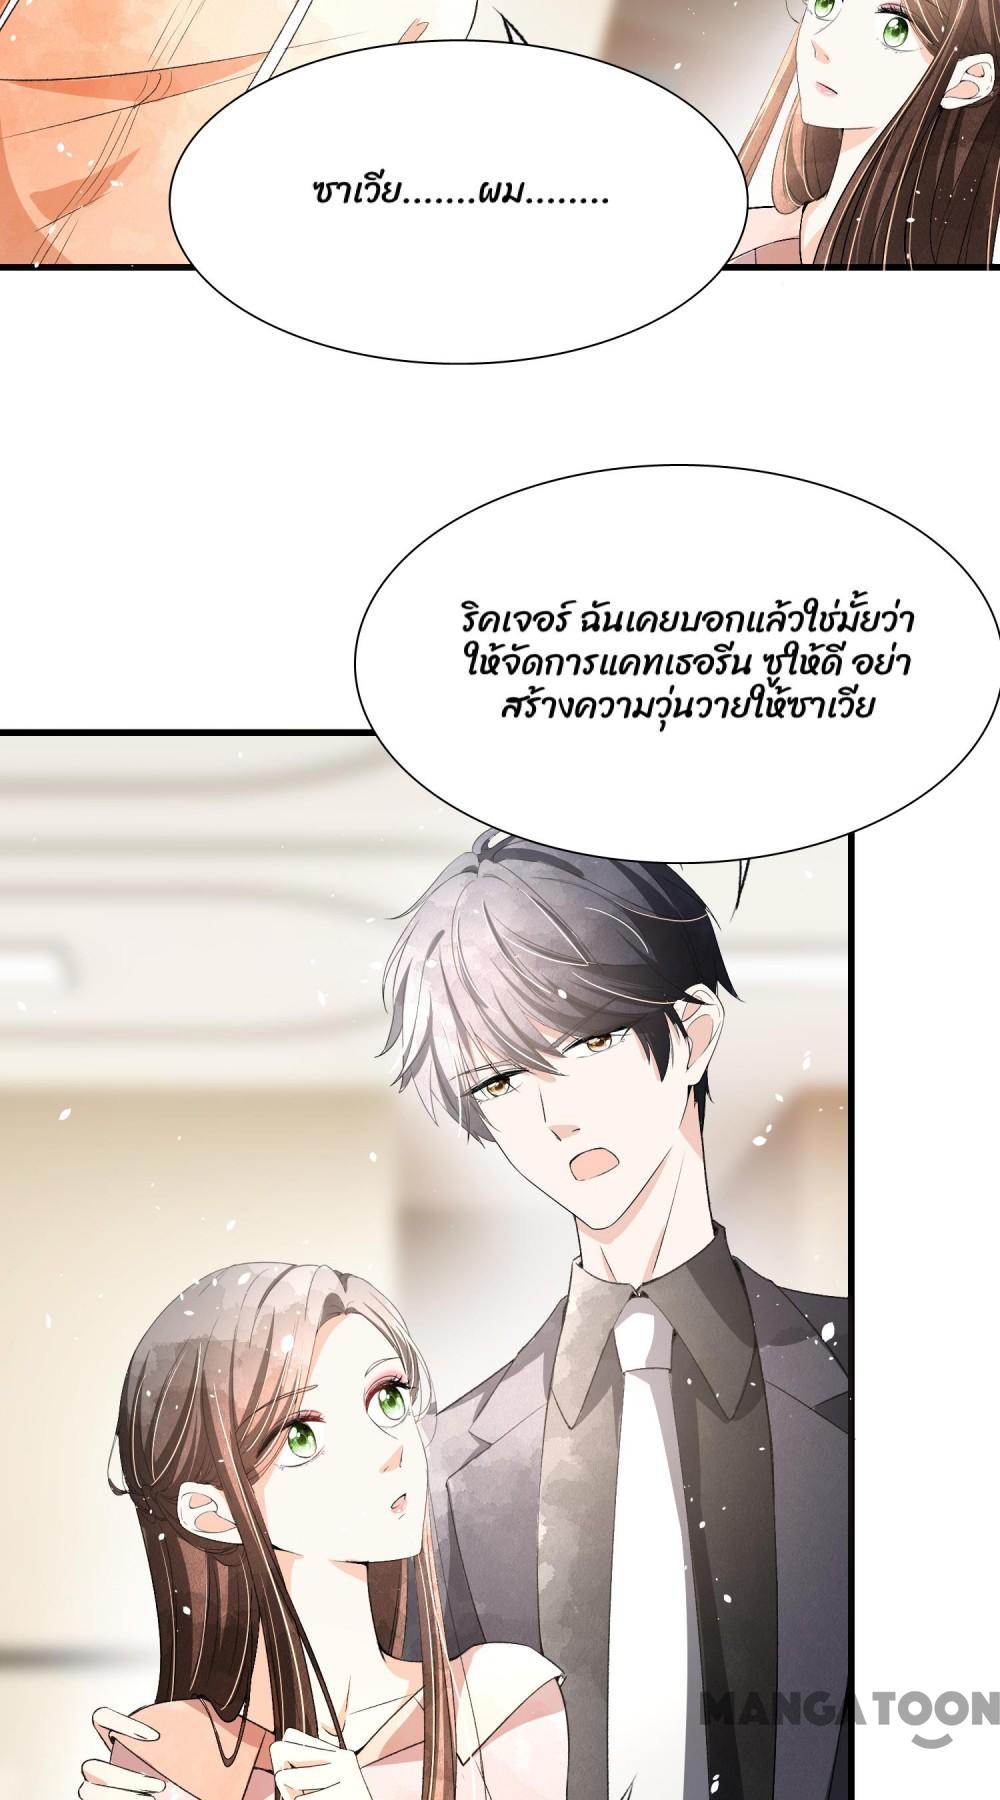 ซาเวีย.......ผม........
ริคเจอร์ ฉันเคยบอกแล้วใช่มั้ยว่า
ให้จัดการแคทเธอรีน ซูให้ดี อย่า
สร้างความวุ่นวายให้ซาเวีย
MANGATOON